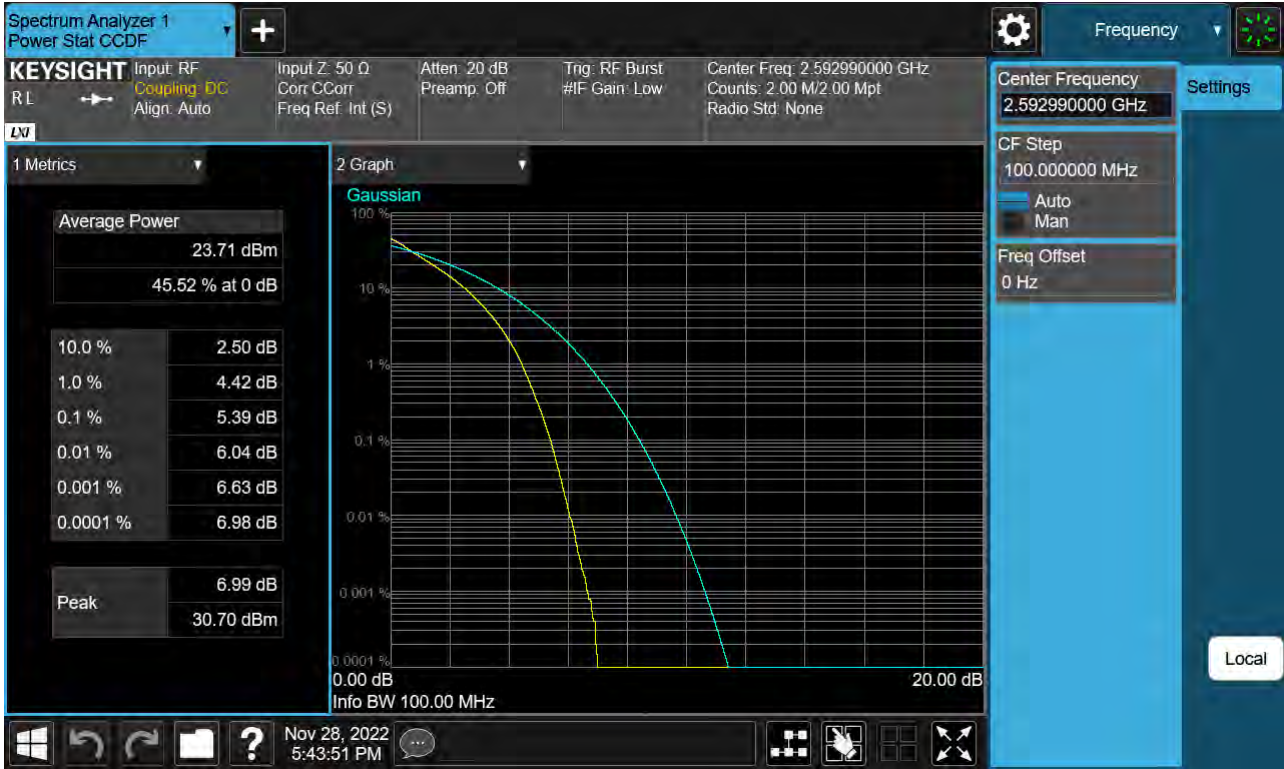 Spectrum Analyzer 1
Power Stat CCDF
Frequency
KEYSIGHT
R L
LXI
Input: RF
Coupling: DC
Align: Auto
Input Z: 50 Ω
Corr CCorr
Freq Ref: Int (S)
Atten: 20 dB
Preamp: Off
Trig: RF Burst
#IF Gain: Low
Center Freq: 2.592990000 GHz
Counts: 2.00 M/2.00 Mpt
Radio Std: None
Center Frequency
2.592990000 GHz
Settings
CF Step
100.000000 MHz
Auto
Man
Freq Offset
0 Hz
1 Metrics
Average Power
23.71 dBm
45.52 % at 0 dB
10.0 % 2.50 dB
1.0 % 4.42 dB
0.1 % 5.39 dB
0.01 % 6.04 dB
0.001 % 6.63 dB
0.0001 % 6.98 dB
Peak
6.99 dB
30.70 dBm
2 Graph
Gaussian
100 %
10 %
1 %
0.1 %
0.01 %
0.001 %
0.0001 %
0.00 dB 20.00 dB
Info BW 100.00 MHz
Local
?
Nov 28, 2022
5:43:51 PM